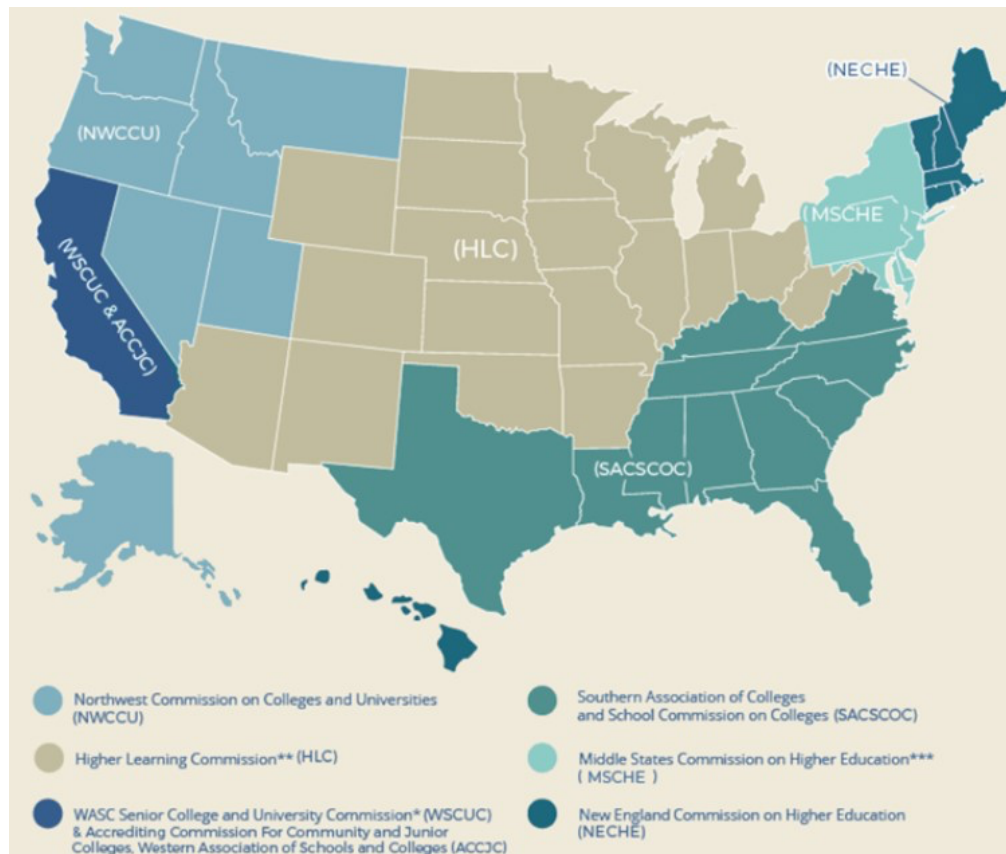 (NECHE)
(NWCCU)
(MSCHE )
(HLC)
(WSCUC & ACCJC)
(SACSCOC)
Northwest Commission on Colleges and Universities
(NWCCU)
Higher Learning Commission** (HLC)
WASC Senior College and University Commission* (WSCUC)
& Accrediting Commission For Community and Junior
Colleges, Western Association of Schools and Colleges (ACCJC)
Southern Association of Colleges
and School Commission on Colleges (SACSCOC)
Middle States Commission on Higher Education***
( MSCHE )
New England Commission on Higher Education
(NECHE)